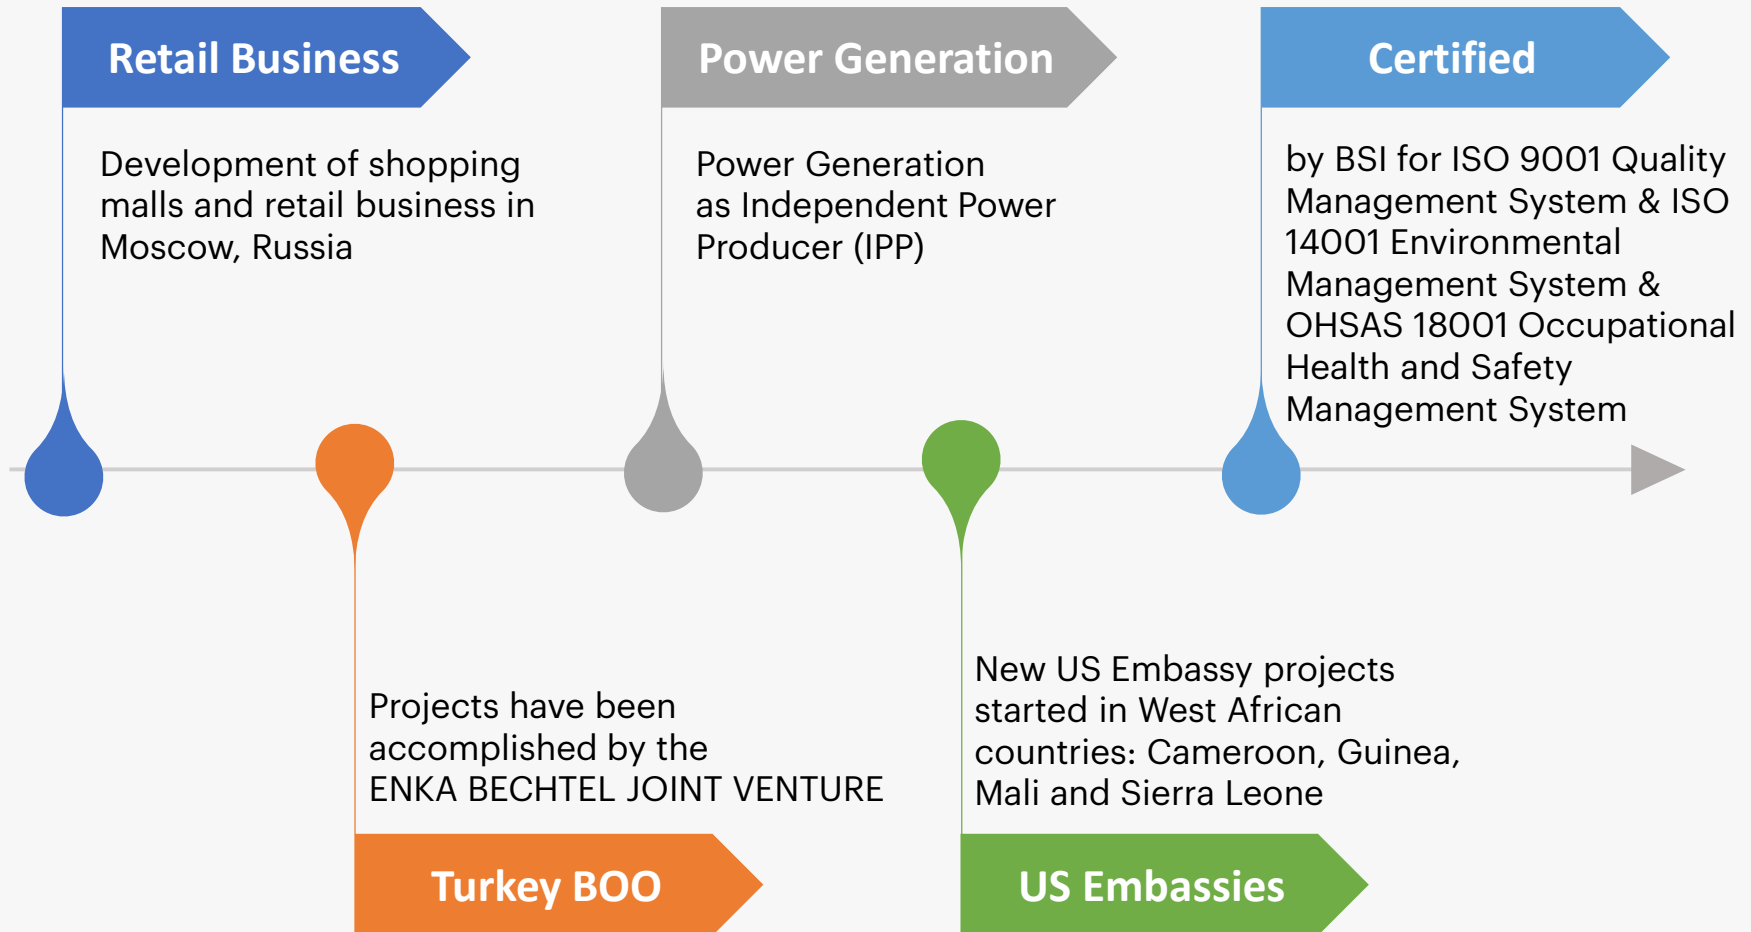 Retail Business
Development of shopping
malls and retail business in
Moscow, Russia
Projects have been
accomplished by the
ENKA BECHTEL JOINT VENTURE
Turkey BOO
Power Generation
Power Generation
as Independent Power
Producer (IPP)
New US Embassy projects
started in West African
countries: Cameroon, Guinea,
Mali and Sierra Leone
US Embassies
Certified
by BSI for ISO 9001 Quality
Management System & ISO
14001 Environmental
Management System &
OHSAS 18001 Occupational
Health and Safety
Management System